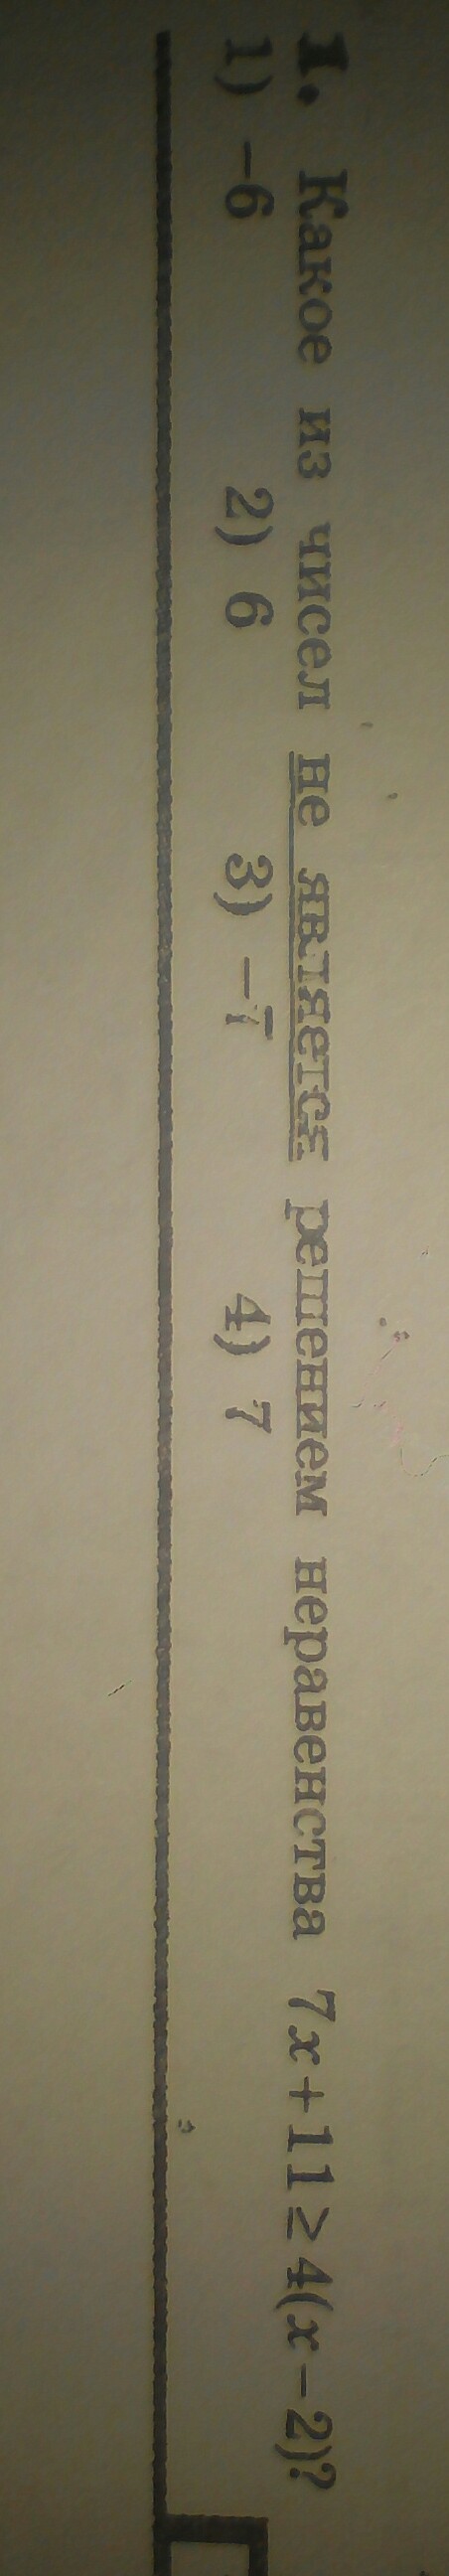 1. Какое из чисел не является решением неравенства 7x+11≥4(x−2)?
1) −6 2) 6 3) −7 4) 7